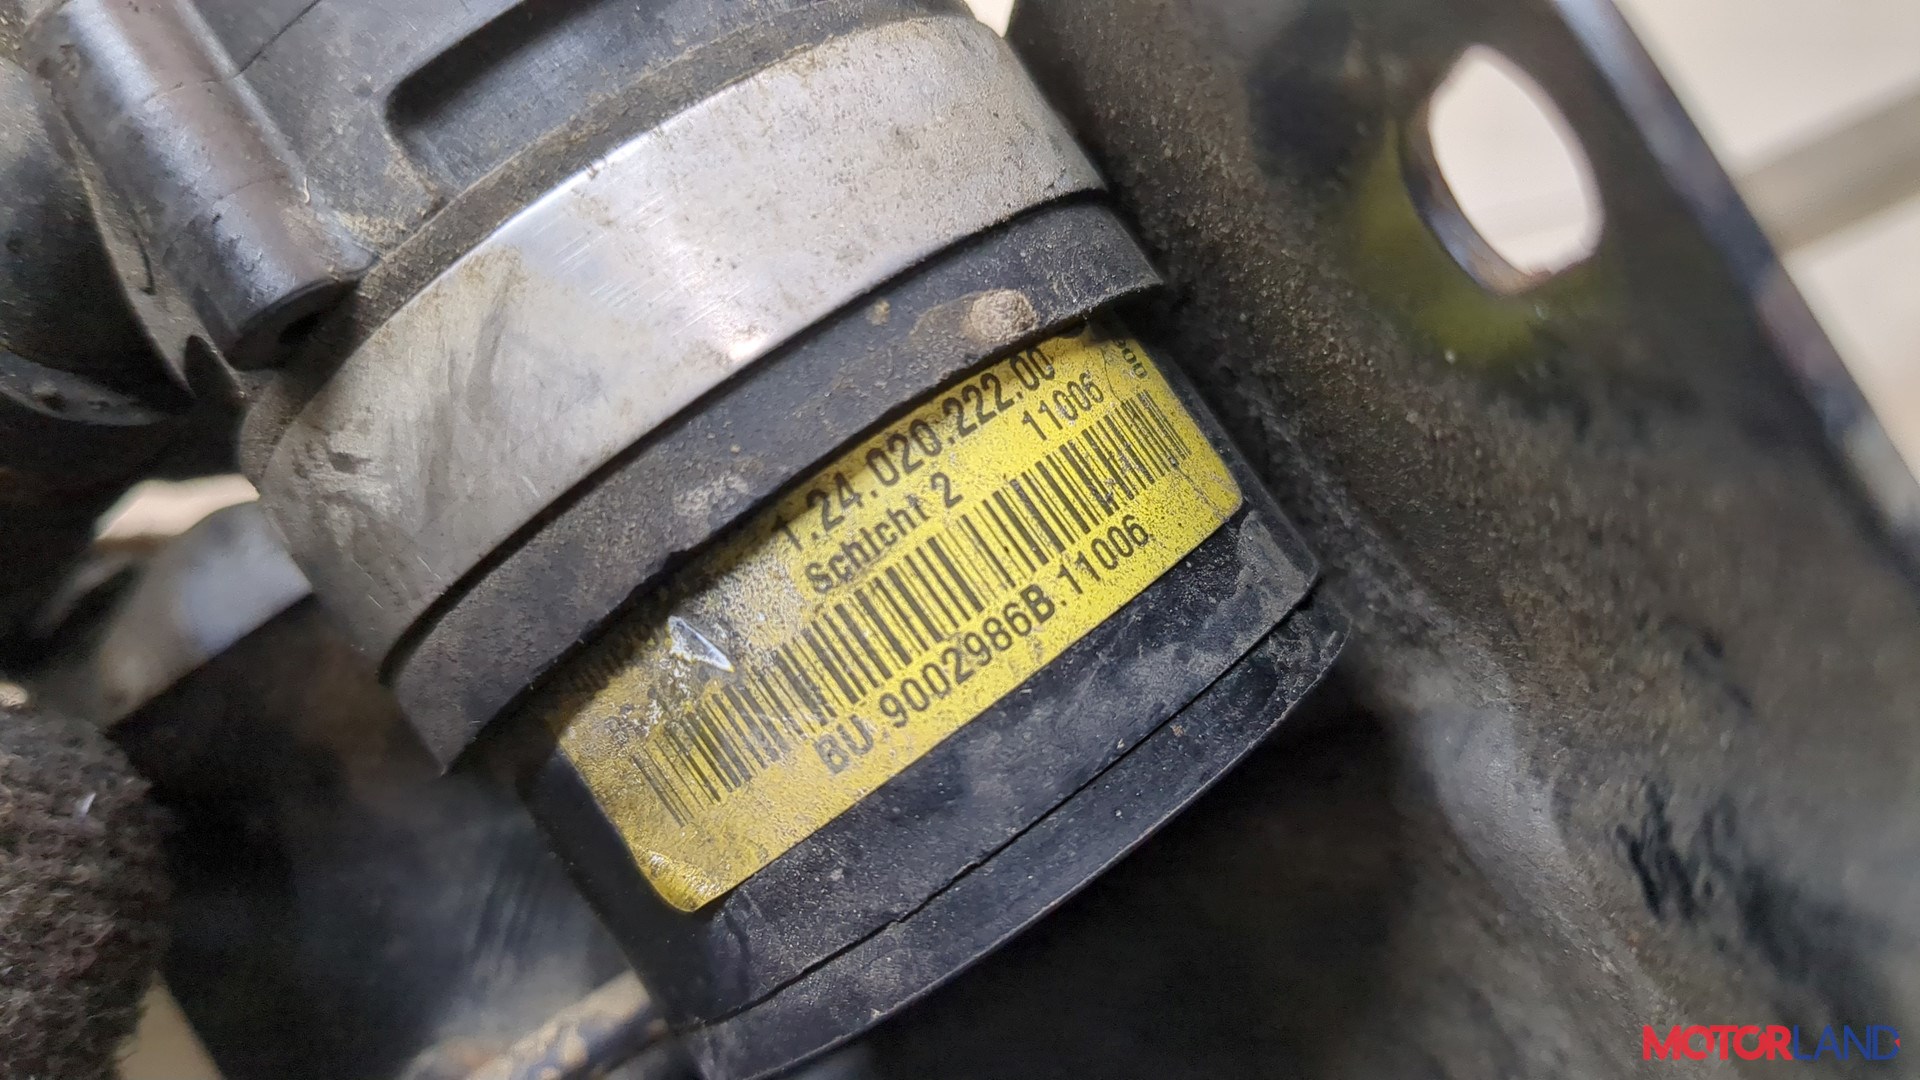 1.24.020.222.00
Schicht 2 11006
BU 9002986B.11006
MOTORLAND